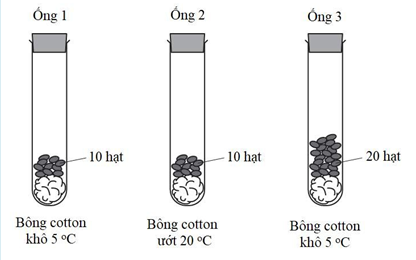 Ống 1
Ống 2
Ống 3
10 hạt
10 hạt
20 hạt
Bông cotton
khô 5 °C
Bông cotton
ướt 20 °C
Bông cotton
khô 5 °C